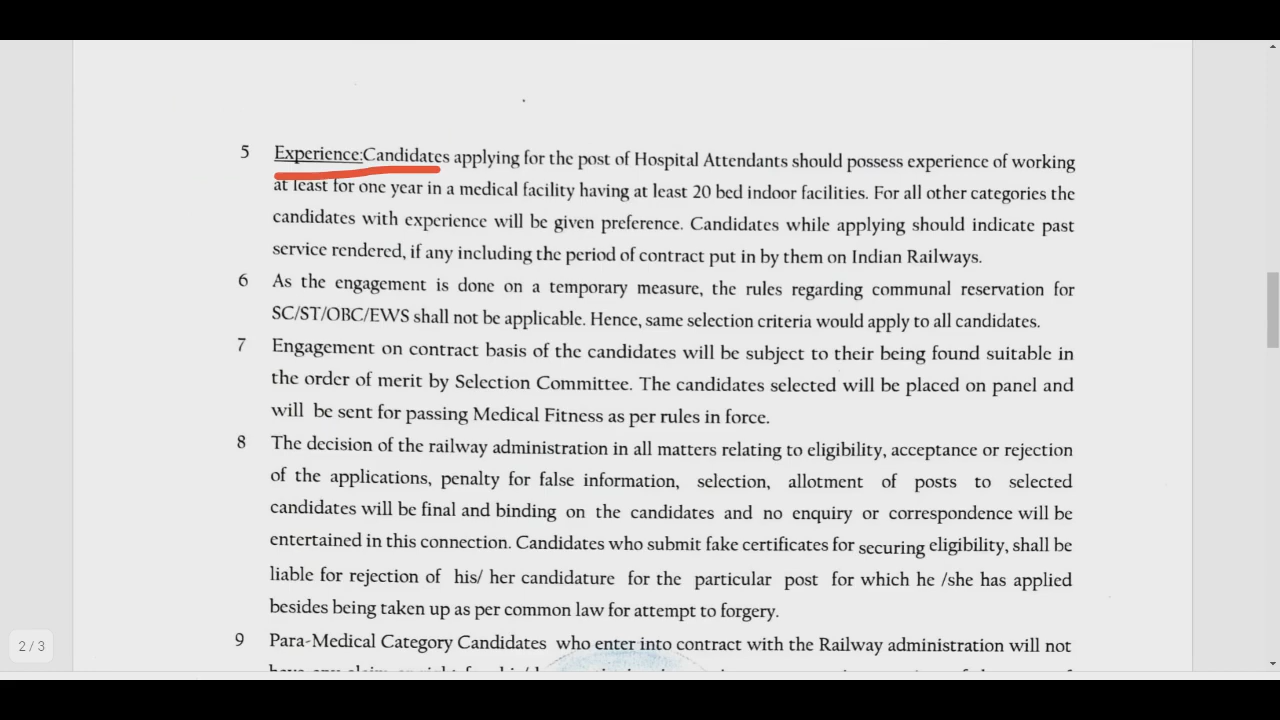 5 Experience:Candidates applying for the post of Hospital Attendants should possess experience of working
at least for one year in a medical facility having at least 20 bed indoor facilities. For all other categories the
candidates with experience will be given preference. Candidates while applying should indicate past
service rendered, if any including the period of contract put in by them on Indian Railways.
6 As the engagement is done on a temporary measure, the rules regarding communal reservation for
SC/ST/OBC/EWS shall not be applicable. Hence, same selection criteria would apply to all candidates.
7 Engagement on contract basis of the candidates will be subject to their being found suitable in
the order of merit by Selection Committee. The candidates selected will be placed on panel and
will be sent for passing Medical Fitness as per rules in force.
8 The decision of the railway administration in all matters relating to eligibility, acceptance or rejection
of the applications, penalty for false information, selection, allotment of posts to selected
candidates will be final and binding on the candidates and no enquiry or correspondence will be
entertained in this connection. Candidates who submit fake certificates for securing eligibility, shall be
liable for rejection of his/ her candidature for the particular post for which he /she has applied
besides being taken up as per common law for attempt to forgery.
9 Para-Medical Category Candidates who enter into contract with the Railway administration will not
2 / 3